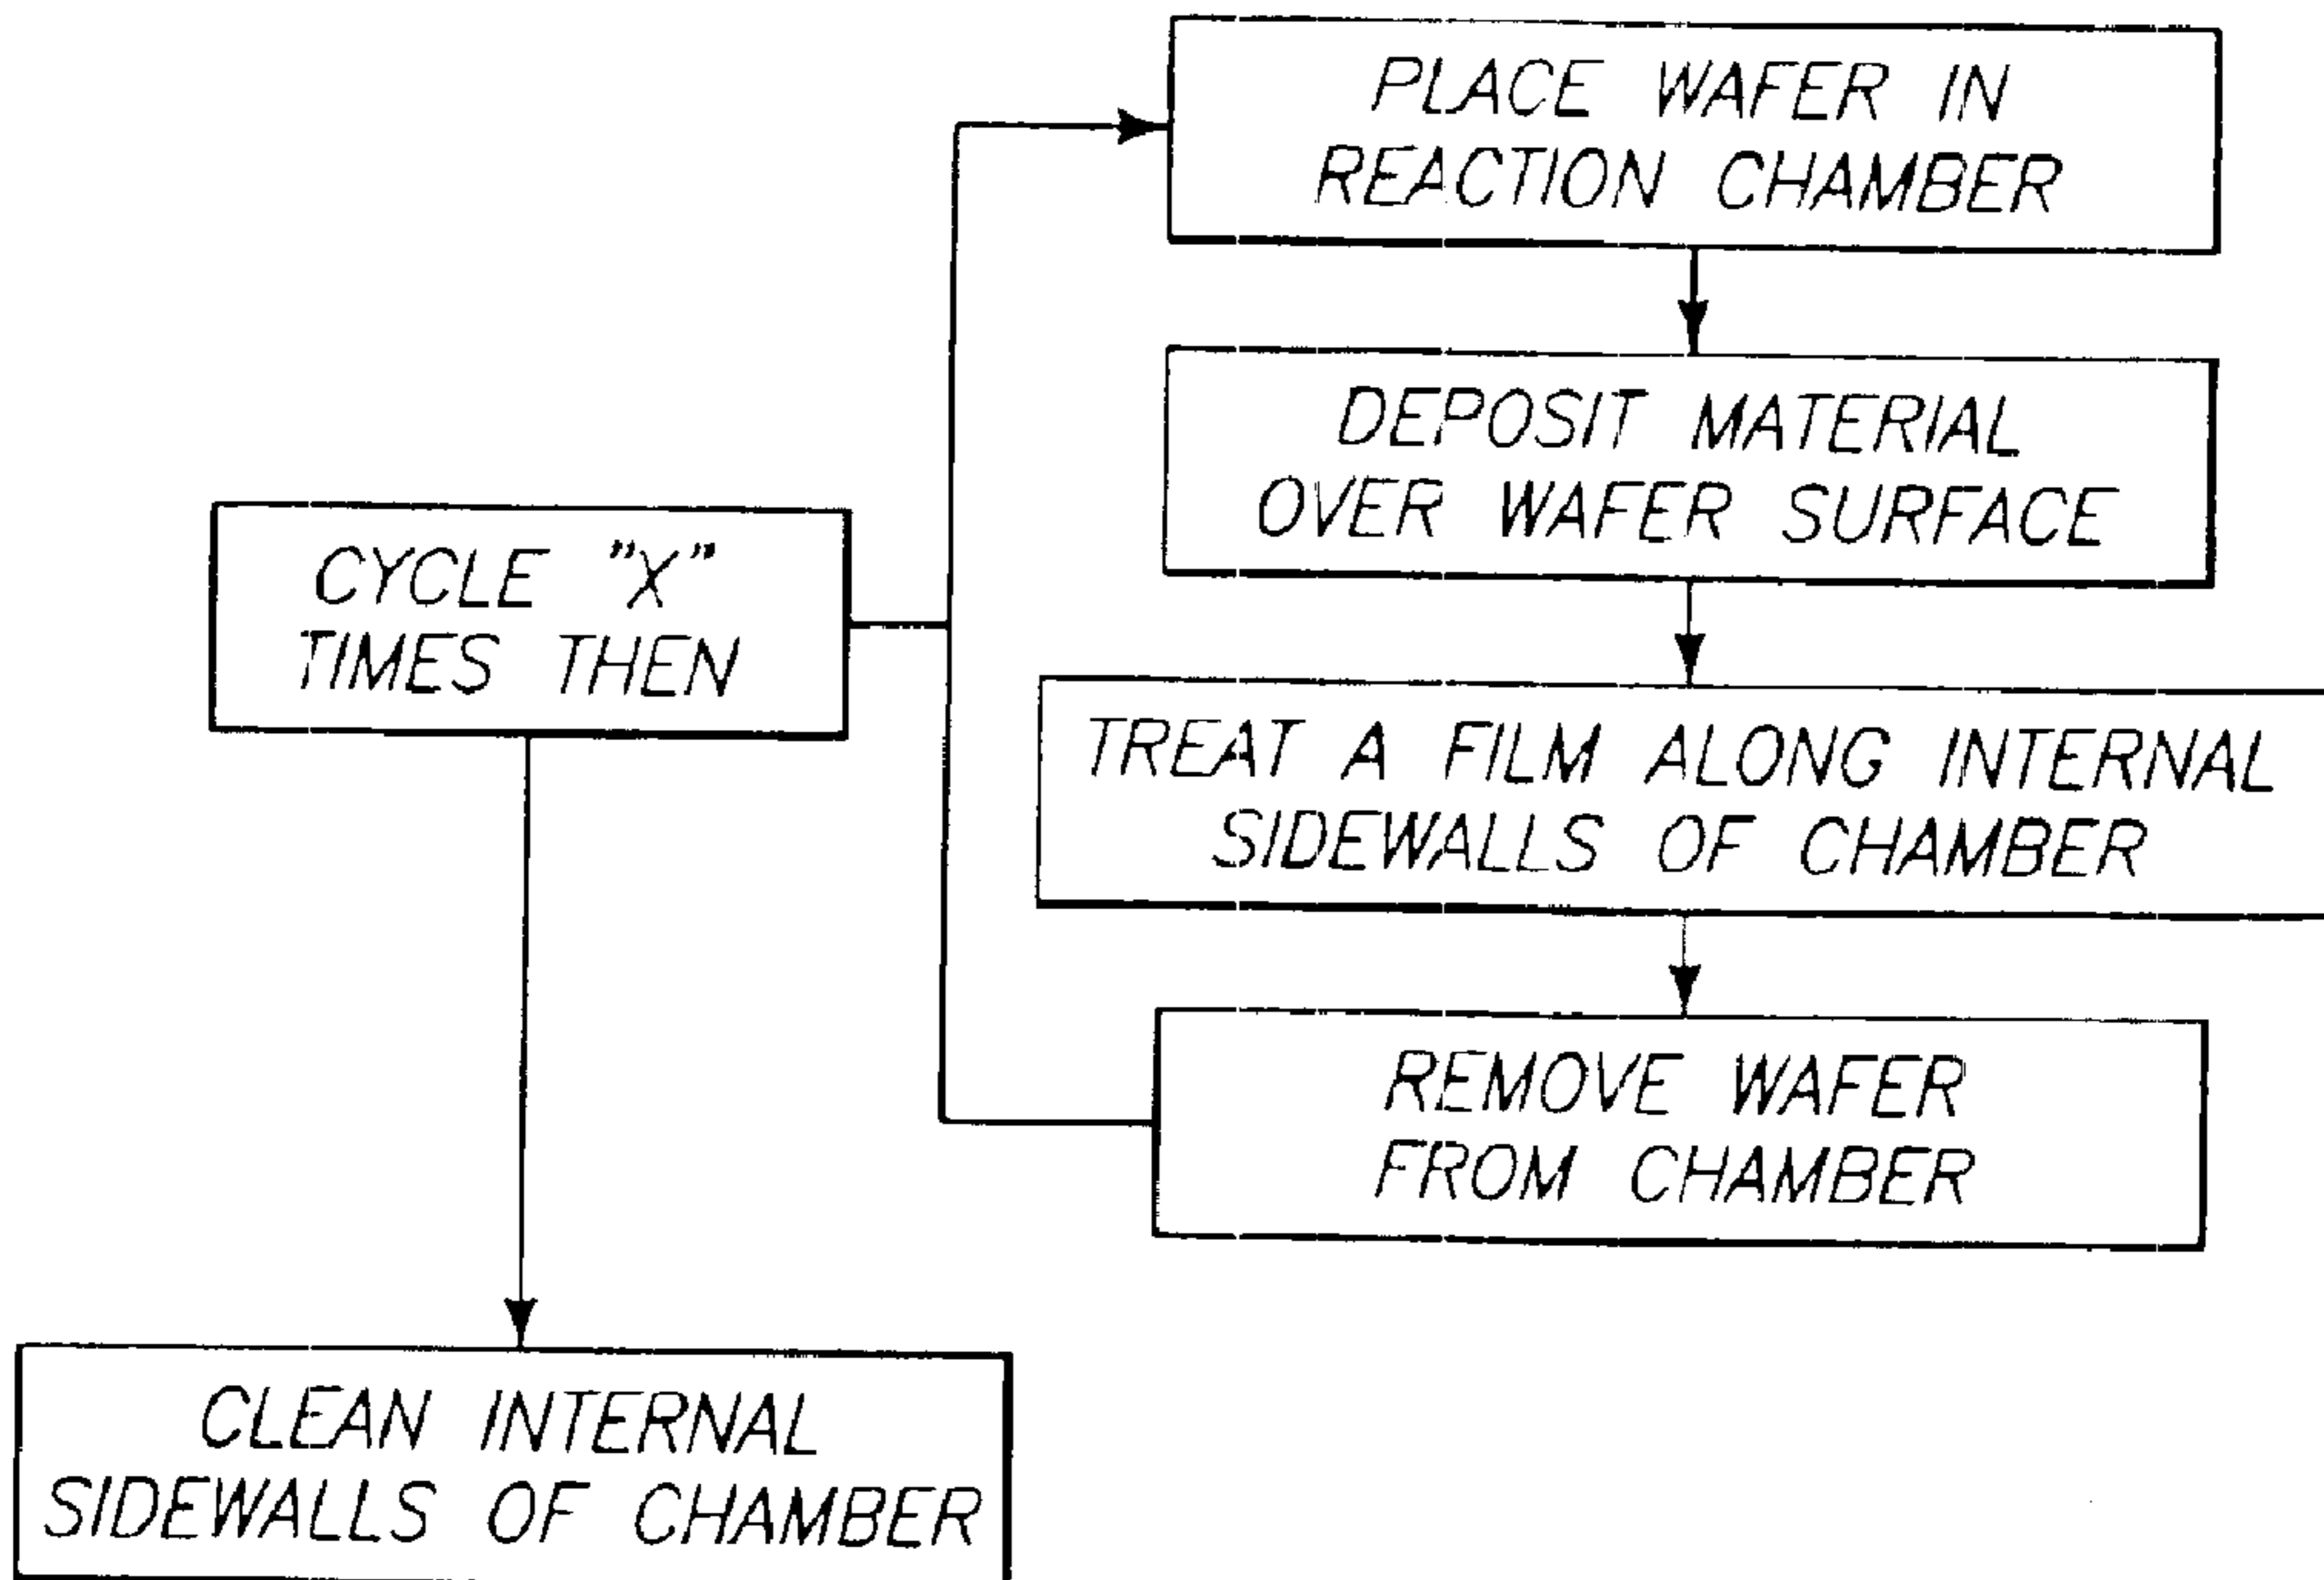 PLACE WAFER IN
REACTION CHAMBER
DEPOSIT MATERIAL
OVER WAFER SURFACE
CYCLE "X"
TIMES THEN
TREAT A FILM ALONG INTERNAL
SIDEWALLS OF CHAMBER
REMOVE WAFER
FROM CHAMBER
CLEAN INTERNAL
SIDEWALLS OF CHAMBER